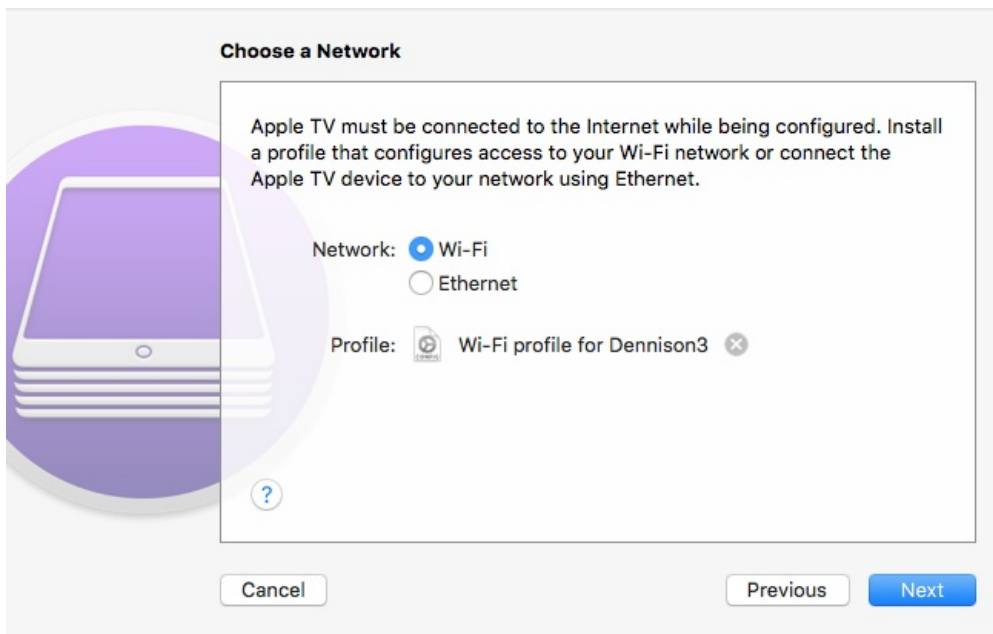 Choose a Network
Apple TV must be connected to the Internet while being configured. Install
a profile that configures access to your Wi-Fi network or connect the
Apple TV device to your network using Ethernet.
Network: Wi-Fi
Ethernet
Profile: CONFIG Wi-Fi profile for Dennison3
?
Cancel Previous Next